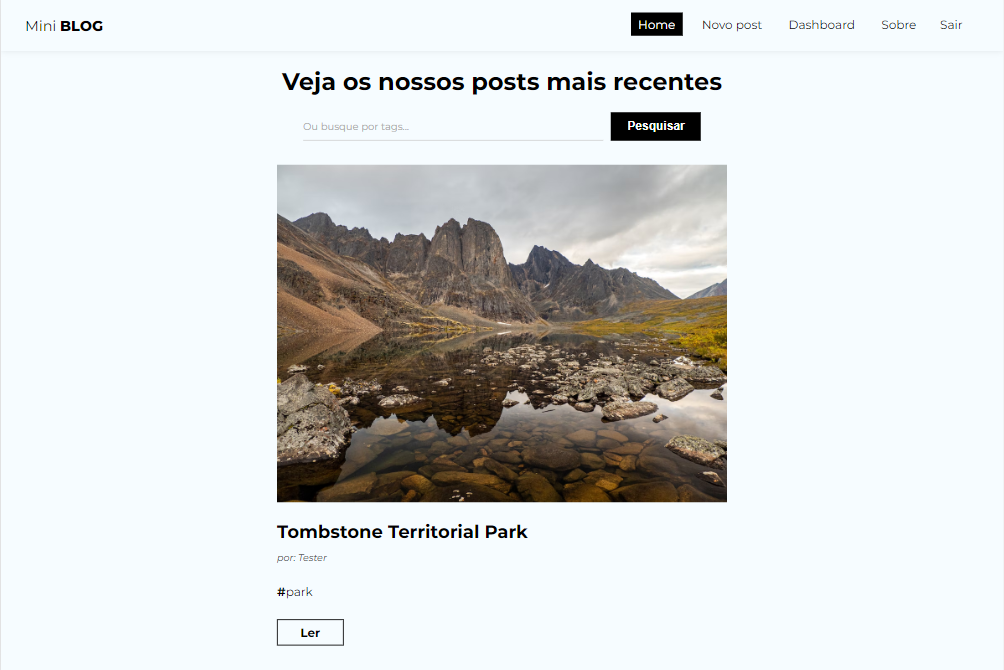 Mini BLOG
Home Novo post Dashboard Sobre Sair
Veja os nossos posts mais recentes
Ou busque por tags...
Pesquisar
Tombstone Territorial Park
por: Tester
#park
Ler